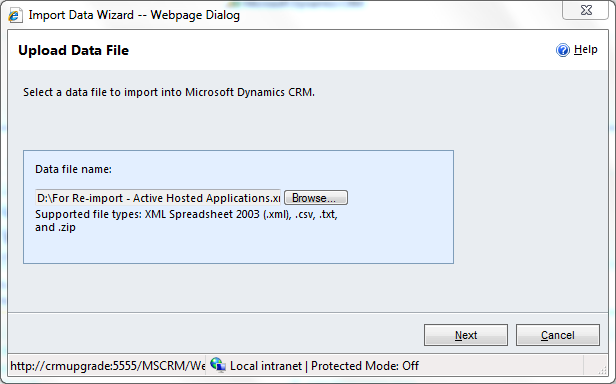 Import Data Wizard -- Webpage Dialog
Upload Data File
Help
Select a data file to import into Microsoft Dynamics CRM.
Data file name:
D:\For Re-import - Active Hosted Applications.xm
Browse...
Supported file types: XML Spreadsheet 2003 (.xml), .csv, .txt,
and .zip
Next
Cancel
http://crmupgrade:5555/MSCRM/We
Local intranet | Protected Mode: Off